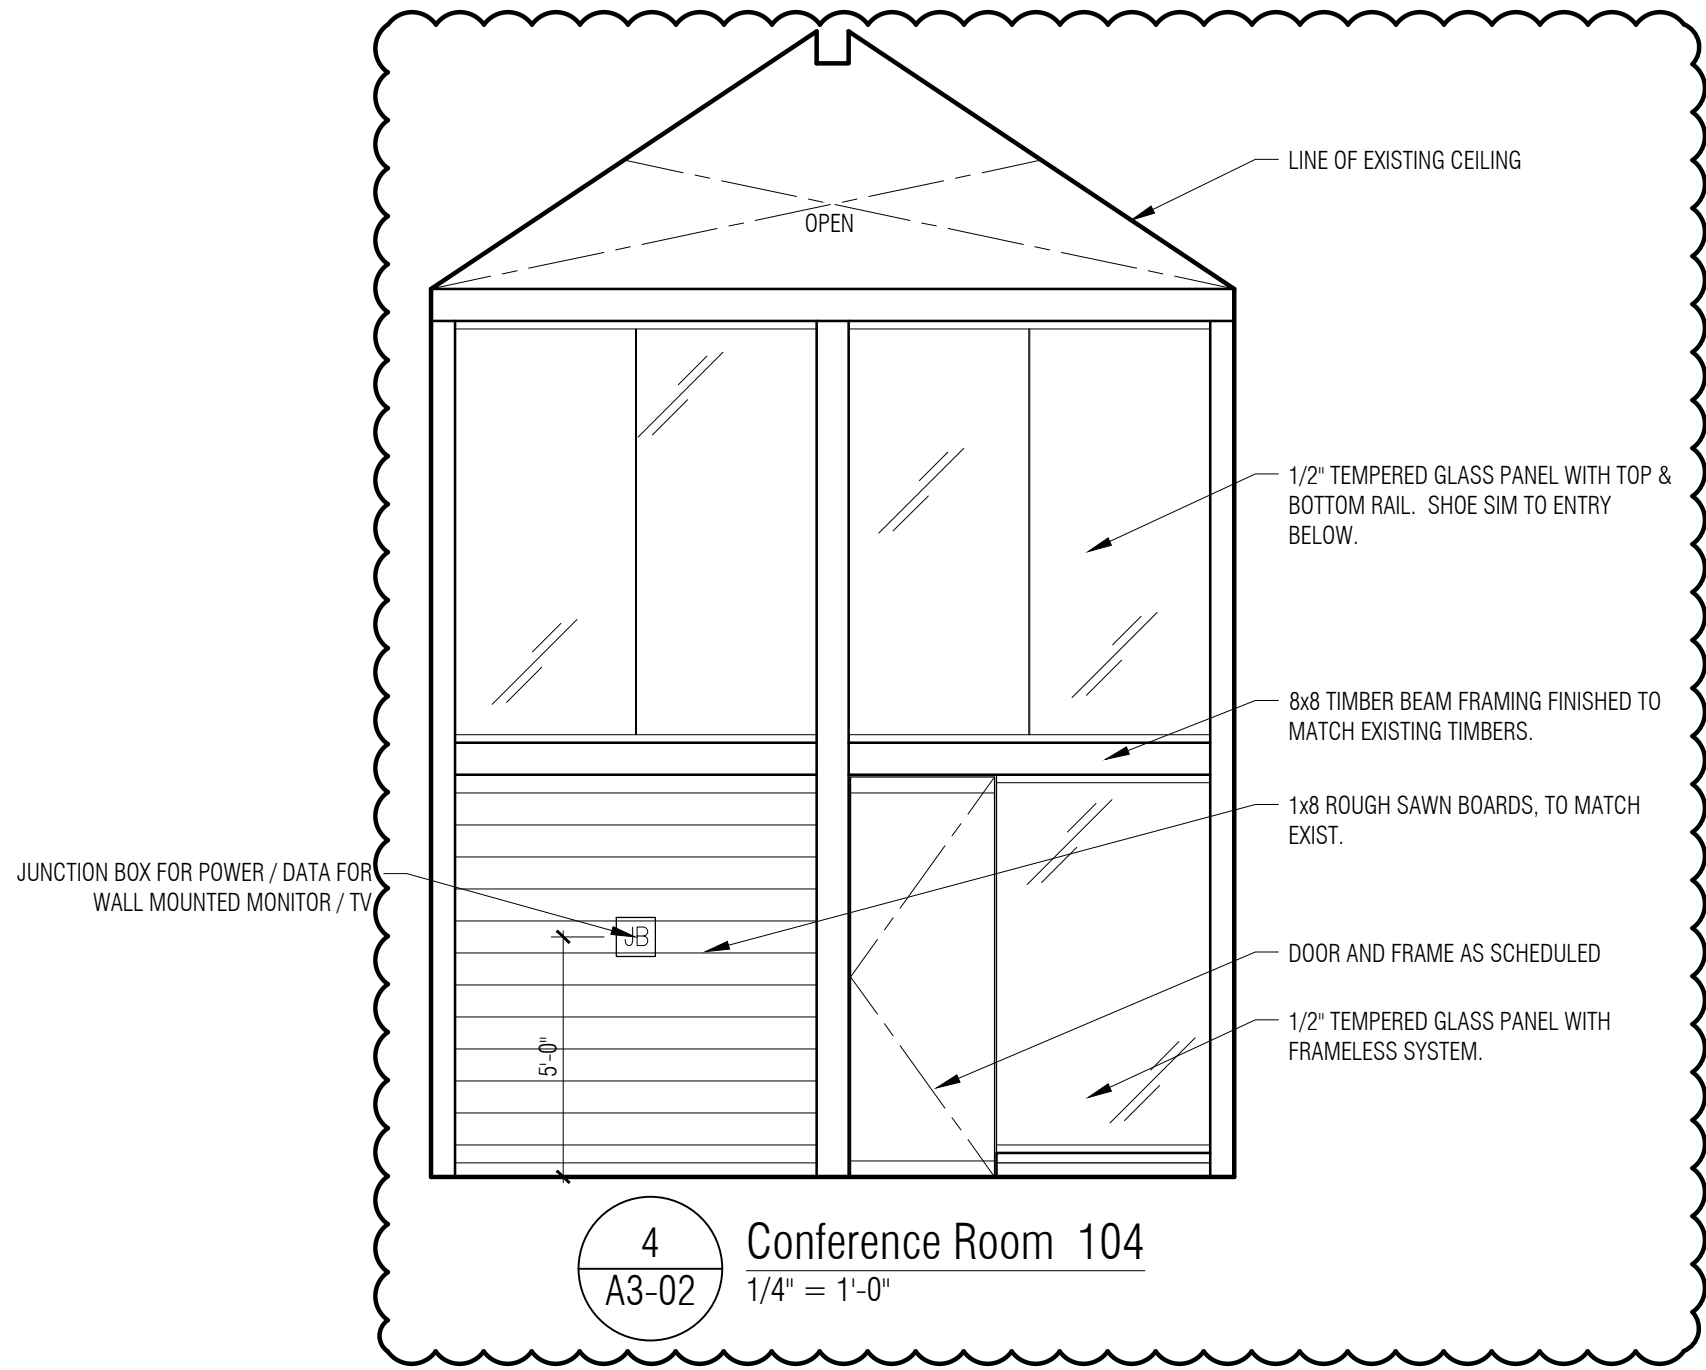 LINE OF EXISTING CEILING
OPEN
1/2" TEMPERED GLASS PANEL WITH TOP &
BOTTOM RAIL.  SHOE SIM TO ENTRY
BELOW.
8x8 TIMBER BEAM FRAMING FINISHED TO
MATCH EXISTING TIMBERS.
1x8 ROUGH SAWN BOARDS, TO MATCH
EXIST.
JUNCTION BOX FOR POWER / DATA FOR
WALL MOUNTED MONITOR / TV
JB
DOOR AND FRAME AS SCHEDULED
1/2" TEMPERED GLASS PANEL WITH
FRAMELESS SYSTEM.
5'-0"
4
A3-02
Conference Room  104
1/4" = 1'-0"